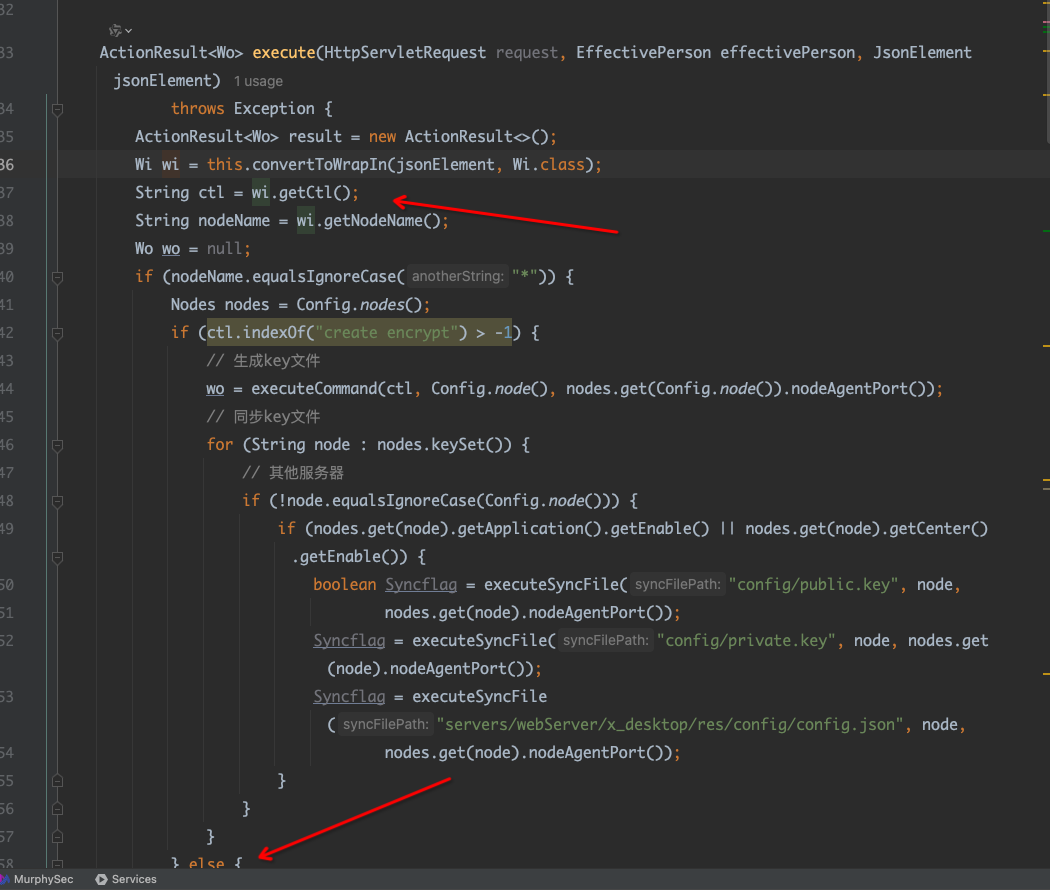 32
33 ActionResult<Wo> execute(HttpServletRequest request, EffectivePerson effectivePerson, JsonElement
jsonElement) 1 usage
34 throws Exception {
35 ActionResult<Wo> result = new ActionResult<>();
36 Wi wi = this.convertToWrapIn(jsonElement, Wi.class);
37 String ctl = wi.getCtl();
38 String nodeName = wi.getNodeName();
39 Wo wo = null;
40 if (nodeName.equalsIgnoreCase( anotherString: "*")) {
41 Nodes nodes = Config.nodes();
42 if (ctl.indexOf("create encrypt") > -1) {
43 // 生成key文件
44 wo = executeCommand(ctl, Config.node(), nodes.get(Config.node()).nodeAgentPort());
45 // 同步key文件
46 for (String node : nodes.keySet()) {
47 // 其他服务器
48 if (!node.equalsIgnoreCase(Config.node())) {
49 if (nodes.get(node).getApplication().getEnable() || nodes.get(node).getCenter()
.getEnable()) {
50 boolean Syncflag = executeSyncFile( syncFilePath: "config/public.key", node,
51 nodes.get(node).nodeAgentPort());
52 Syncflag = executeSyncFile( syncFilePath: "config/private.key", node, nodes.get
(node).nodeAgentPort());
53 Syncflag = executeSyncFile
( syncFilePath: "servers/webServer/x_desktop/res/config/config.json", node,
54 nodes.get(node).nodeAgentPort());
55 }
56 }
57 }
58 } else {
MurphySec Services